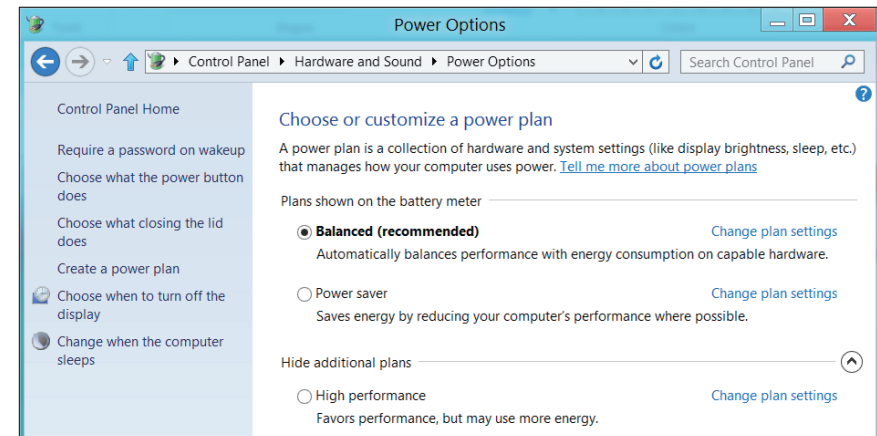 Power Options
Control Panel Hardware and Sound Power Options
Search Control Panel
Control Panel Home
Require a password on wakeup
Choose what the power button
does
Choose what closing the lid
does
Create a power plan
Choose when to turn off the
display
Change when the computer
sleeps
Choose or customize a power plan
A power plan is a collection of hardware and system settings (like display brightness, sleep, etc.)
that manages how your computer uses power. Tell me more about power plans
Plans shown on the battery meter
Balanced (recommended) Change plan settings
Automatically balances performance with energy consumption on capable hardware.
Power saver Change plan settings
Saves energy by reducing your computer's performance where possible.
Hide additional plans
High performance Change plan settings
Favors performance, but may use more energy.